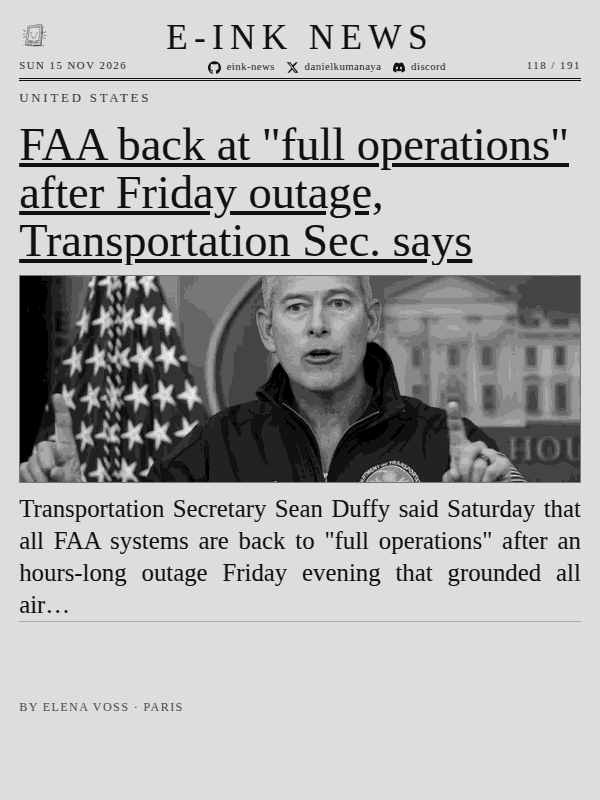 E-INK NEWS
SUN 15 NOV 2026
eink-news
danielkumanaya
discord
118 / 191
UNITED STATES
FAA back at "full operations"
after Friday outage,
Transportation Sec. says
HOU
Transportation Secretary Sean Duffy said Saturday that
all FAA systems are back to "full operations" after an
hours-long outage Friday evening that grounded all
air…
BY ELENA VOSS · PARIS